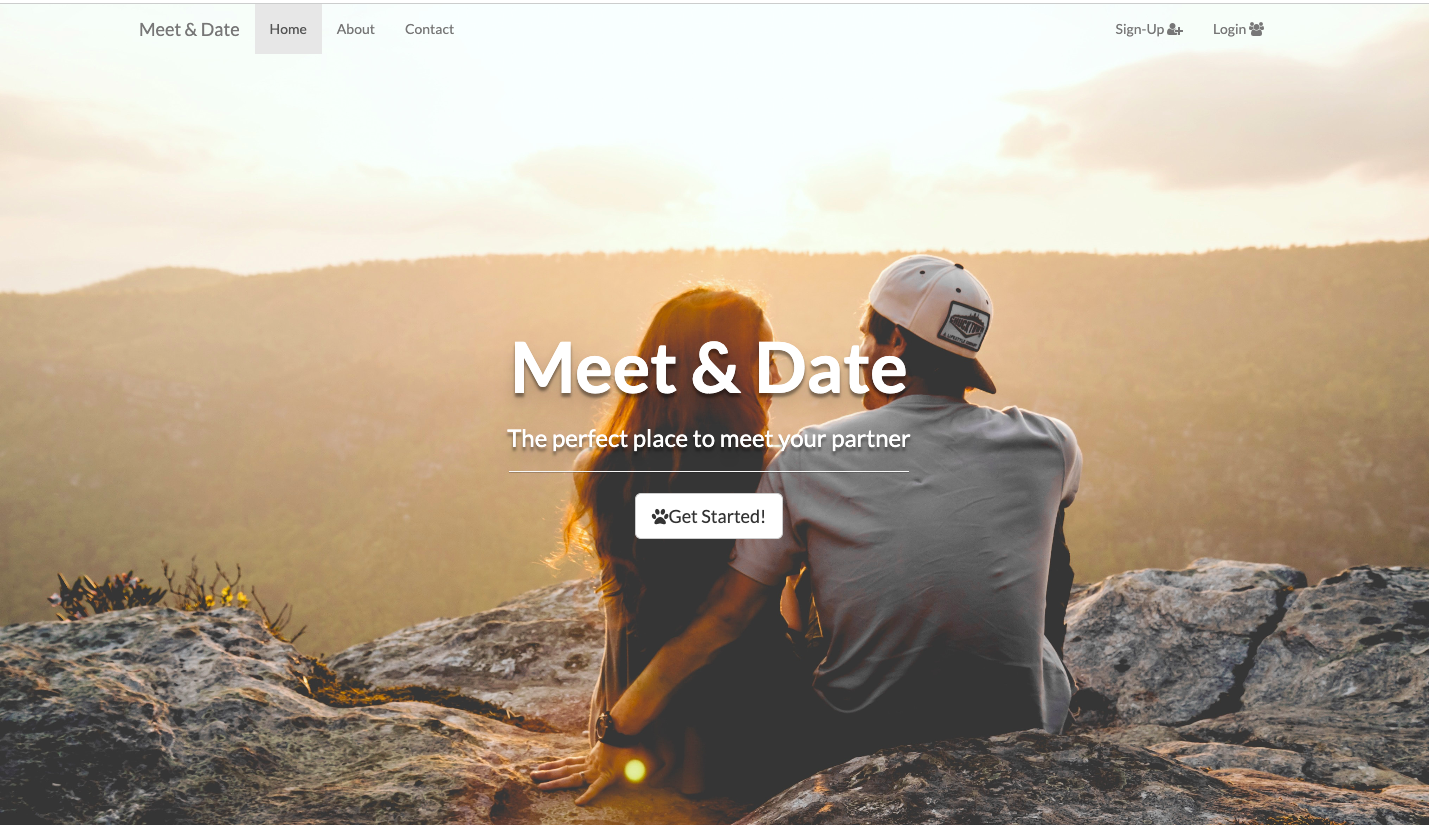 Meet & Date Home About Contact Sign-Up Login
Meet & Date
The perfect place to meet your partner
Get Started!